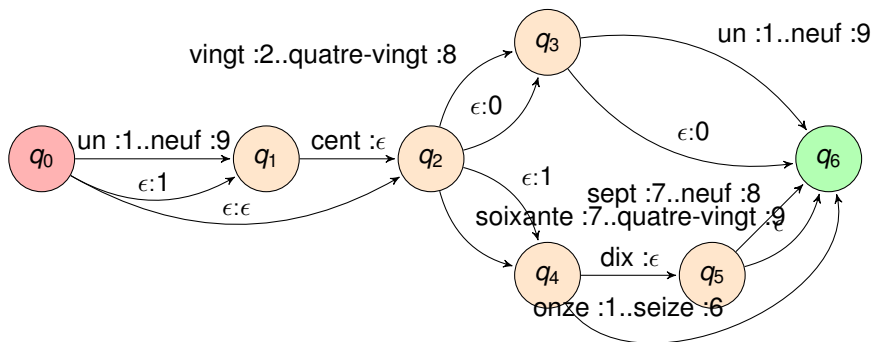 q3
un :1..neuf :9
vingt :2..quatre-vingt :8
ϵ:0
ϵ:0
q0
un :1..neuf :9
q1
cent :ϵ
q2
q6
ϵ:1
ϵ:ϵ
ϵ:1
sept :7..neuf :8
soixante :7..quatre-vingt :9
ϵ
q4
dix :ϵ
q5
onze :1..seize :6